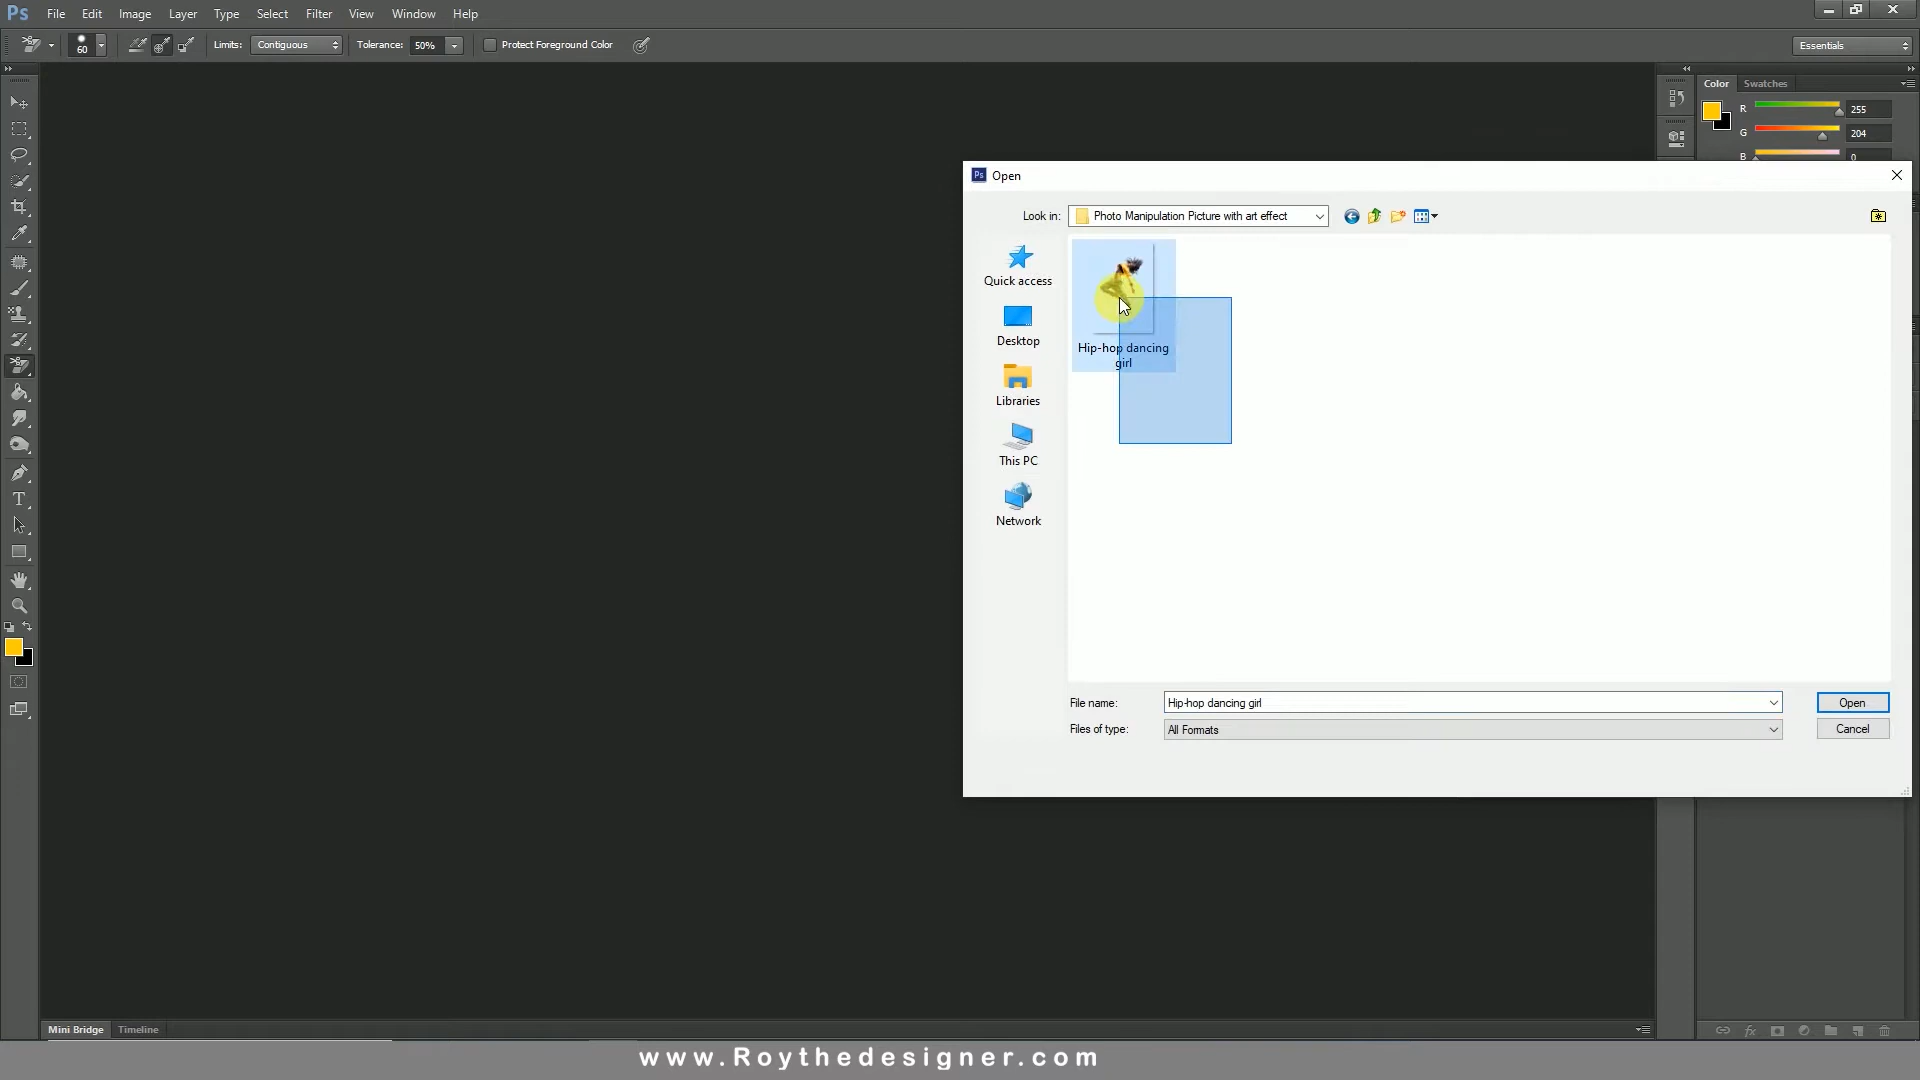 Ps File Edit Image Layer Type Select Filter View Window Help
60 Limits: Contiguous Tolerance: 50% Protect Foreground Color Essentials
Color Swatches
R 255
G 204
B 0
Ps Open
Look in: Photo Manipulation Picture with art effect
Quick access
Desktop
Libraries
This PC
Network
Hip-hop dancing
girl
File name: Hip-hop dancing girl Open
Files of type: All Formats Cancel
Mini Bridge Timeline
www.Roythedesigner.com